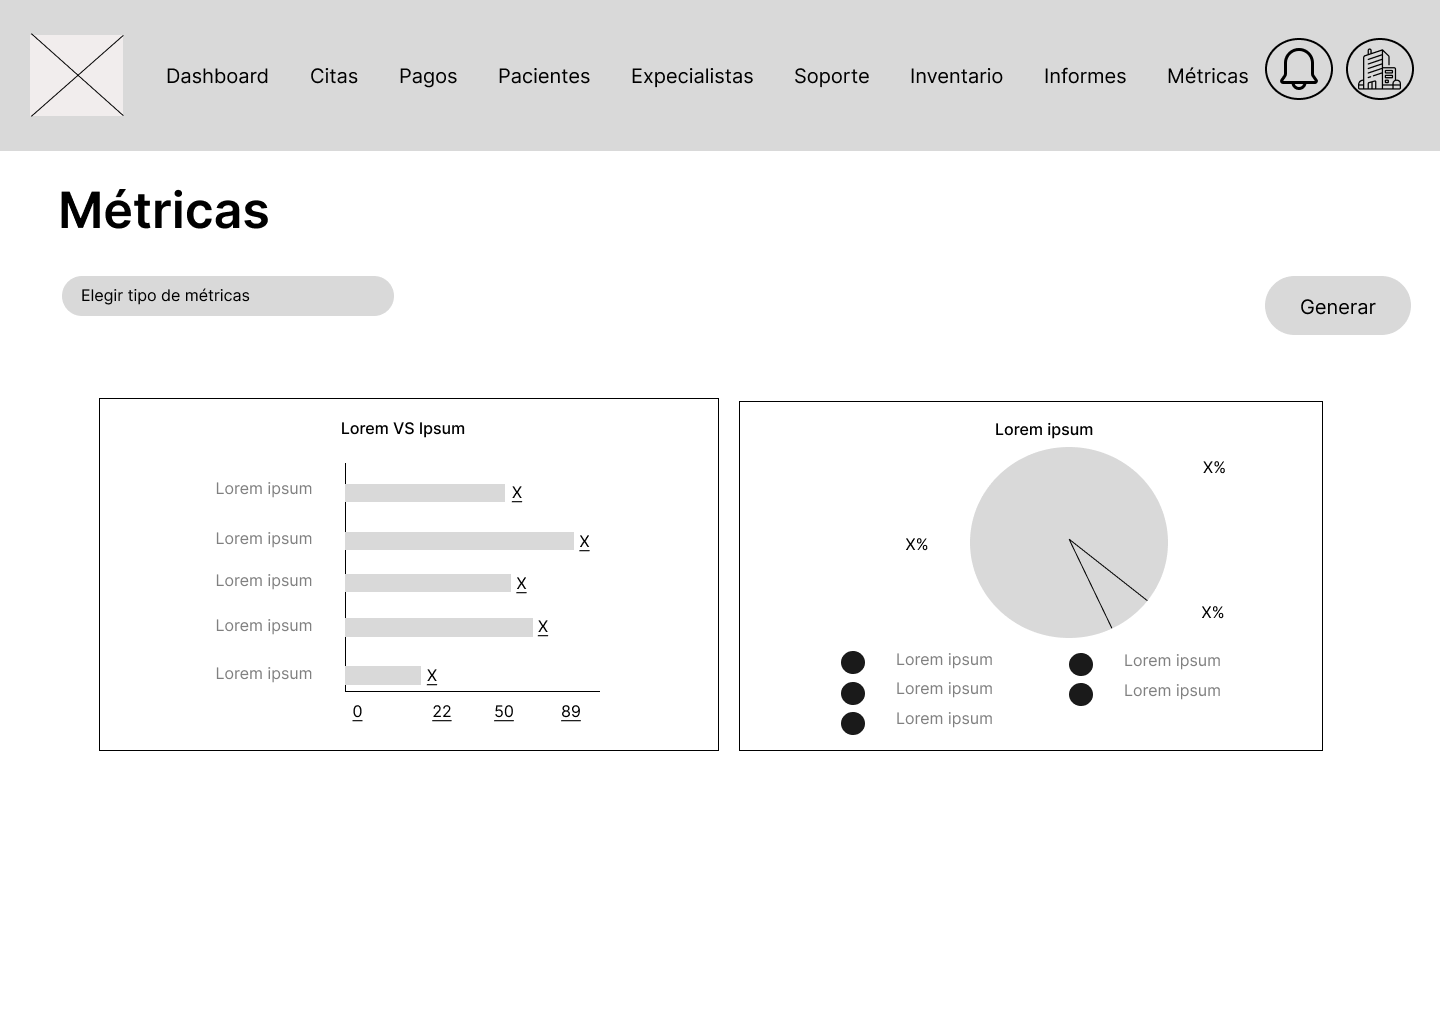 Dashboard Citas Pagos Pacientes Expecialistas Soporte Inventario Informes Métricas
Métricas
Elegir tipo de métricas
Generar
Lorem VS Ipsum
Lorem ipsum X
Lorem ipsum X
Lorem ipsum X
Lorem ipsum X
Lorem ipsum X
0 22 50 89
Lorem ipsum
X%
X%
X%
Lorem ipsum Lorem ipsum
Lorem ipsum Lorem ipsum
Lorem ipsum